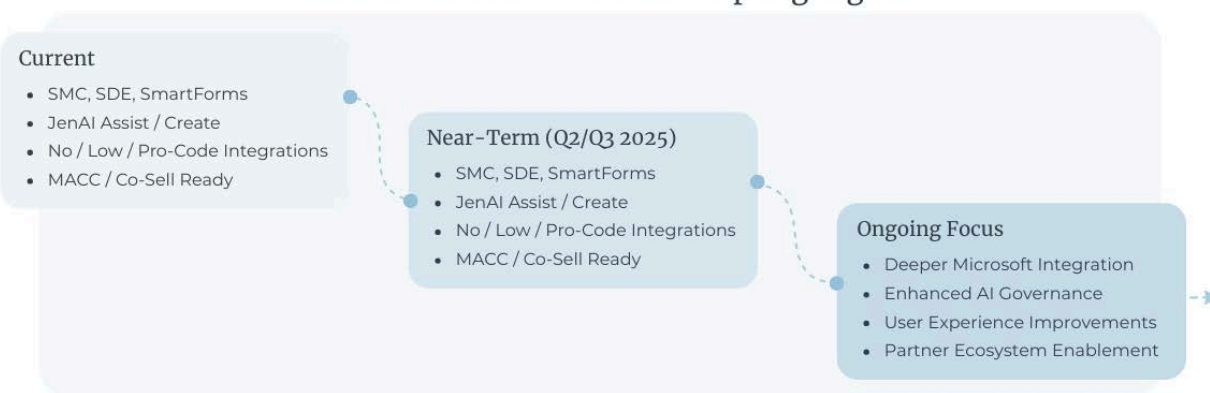 Current
• SMC, SDE, SmartForms
• JenAI Assist / Create
• No / Low / Pro-Code Integrations
• MACC / Co-Sell Ready
Near-Term (Q2/Q3 2025)
• SMC, SDE, SmartForms
• JenAI Assist / Create
• No / Low / Pro-Code Integrations
• MACC / Co-Sell Ready
Ongoing Focus
• Deeper Microsoft Integration
• Enhanced AI Governance
• User Experience Improvements
• Partner Ecosystem Enablement